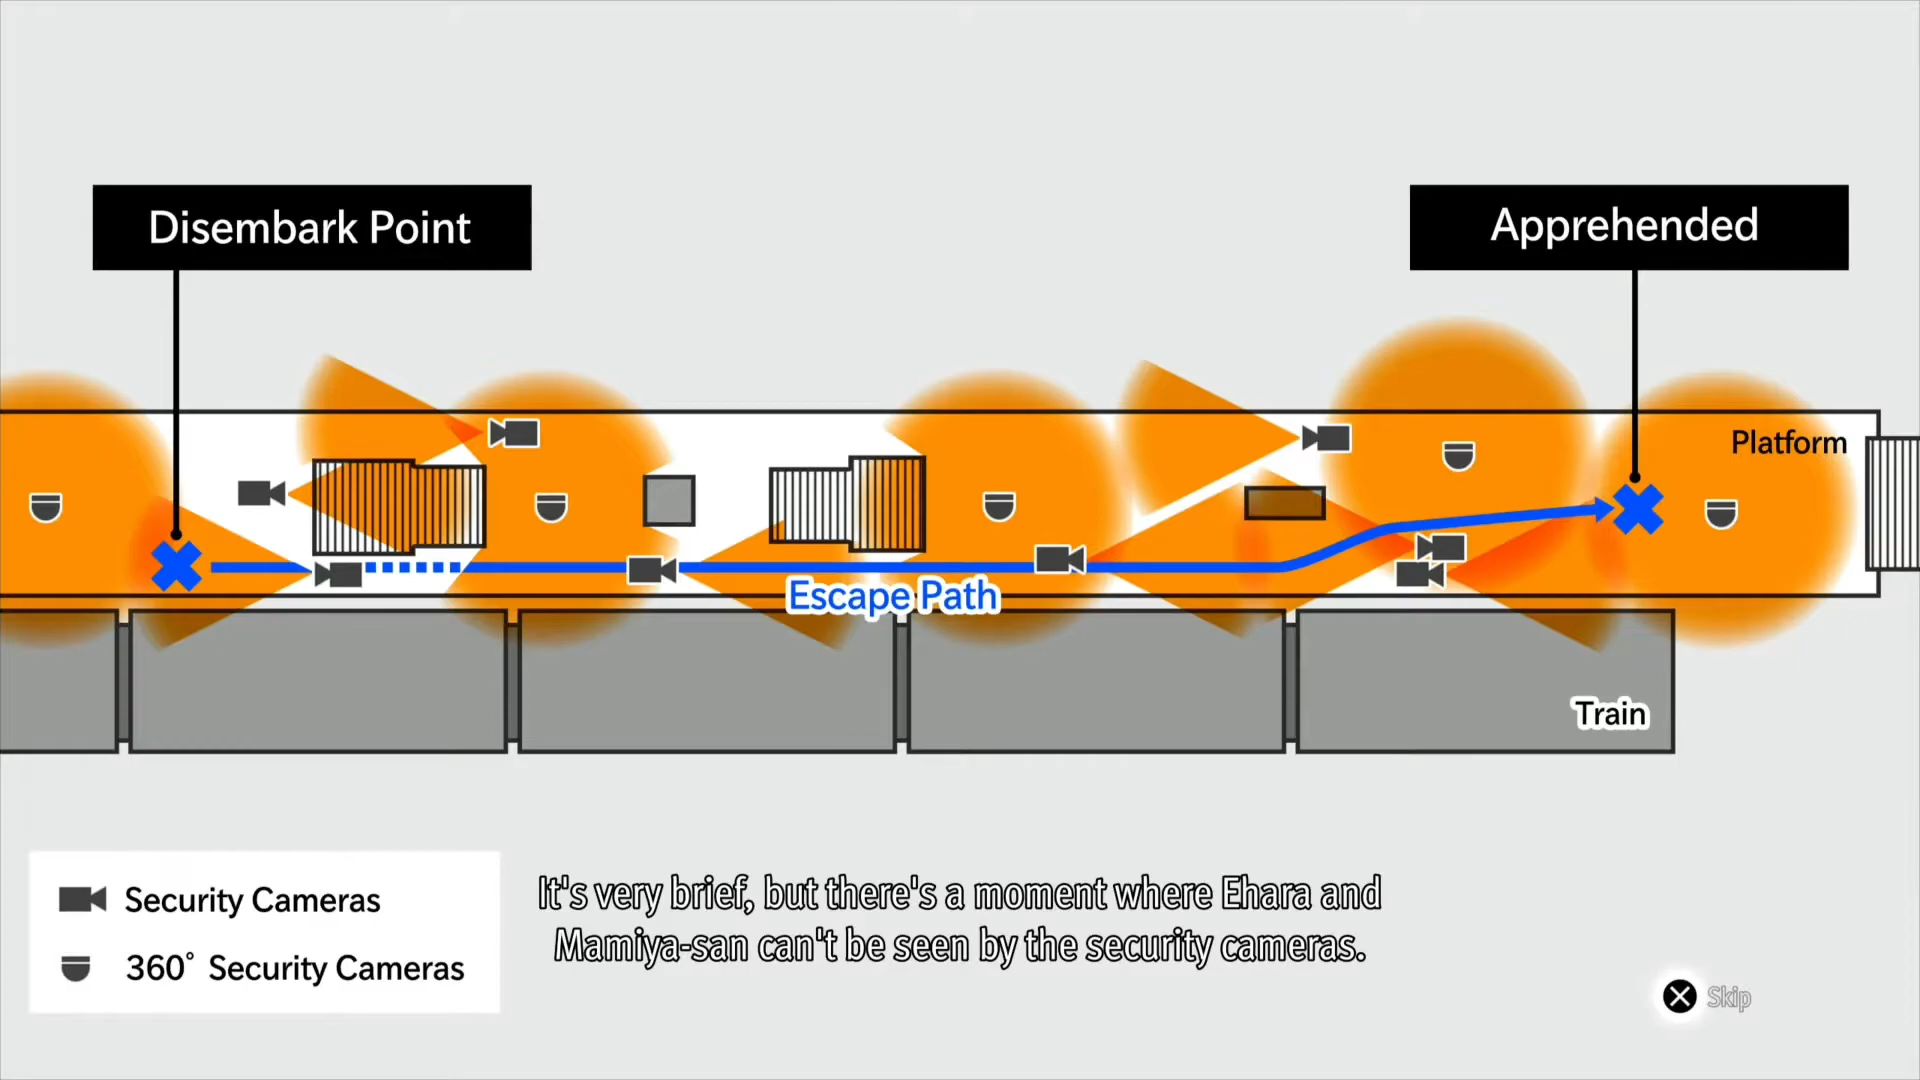 Disembark Point
Apprehended
Platform
Escape Path
Train
Security Cameras
360° Security Cameras
It's very brief, but there's a moment where Ehara and
Mamiya-san can't be seen by the security cameras.
Skip